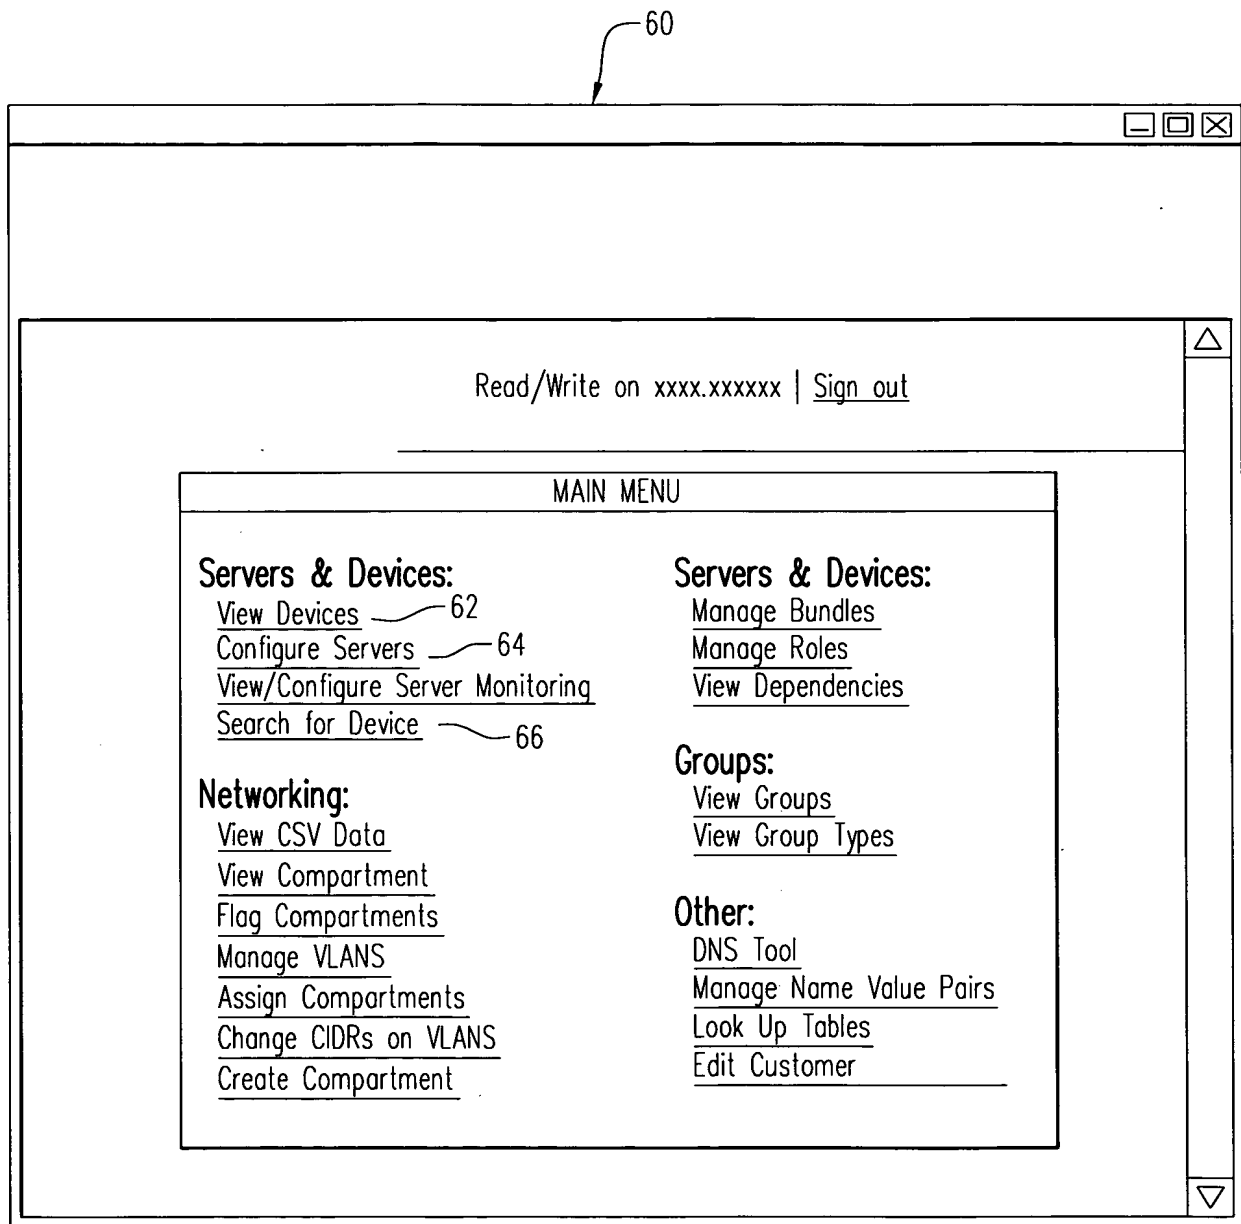 60
Read/Write on xxxx.xxxxxx | Sign out
MAIN MENU
Servers & Devices:
View Devices 62
Configure Servers 64
View/Configure Server Monitoring
Search for Device 66
Networking:
View CSV Data
View Compartment
Flag Compartments
Manage VLANS
Assign Compartments
Change CIDRs on VLANS
Create Compartment
Servers & Devices:
Manage Bundles
Manage Roles
View Dependencies
Groups:
View Groups
View Group Types
Other:
DNS Tool
Manage Name Value Pairs
Look Up Tables
Edit Customer